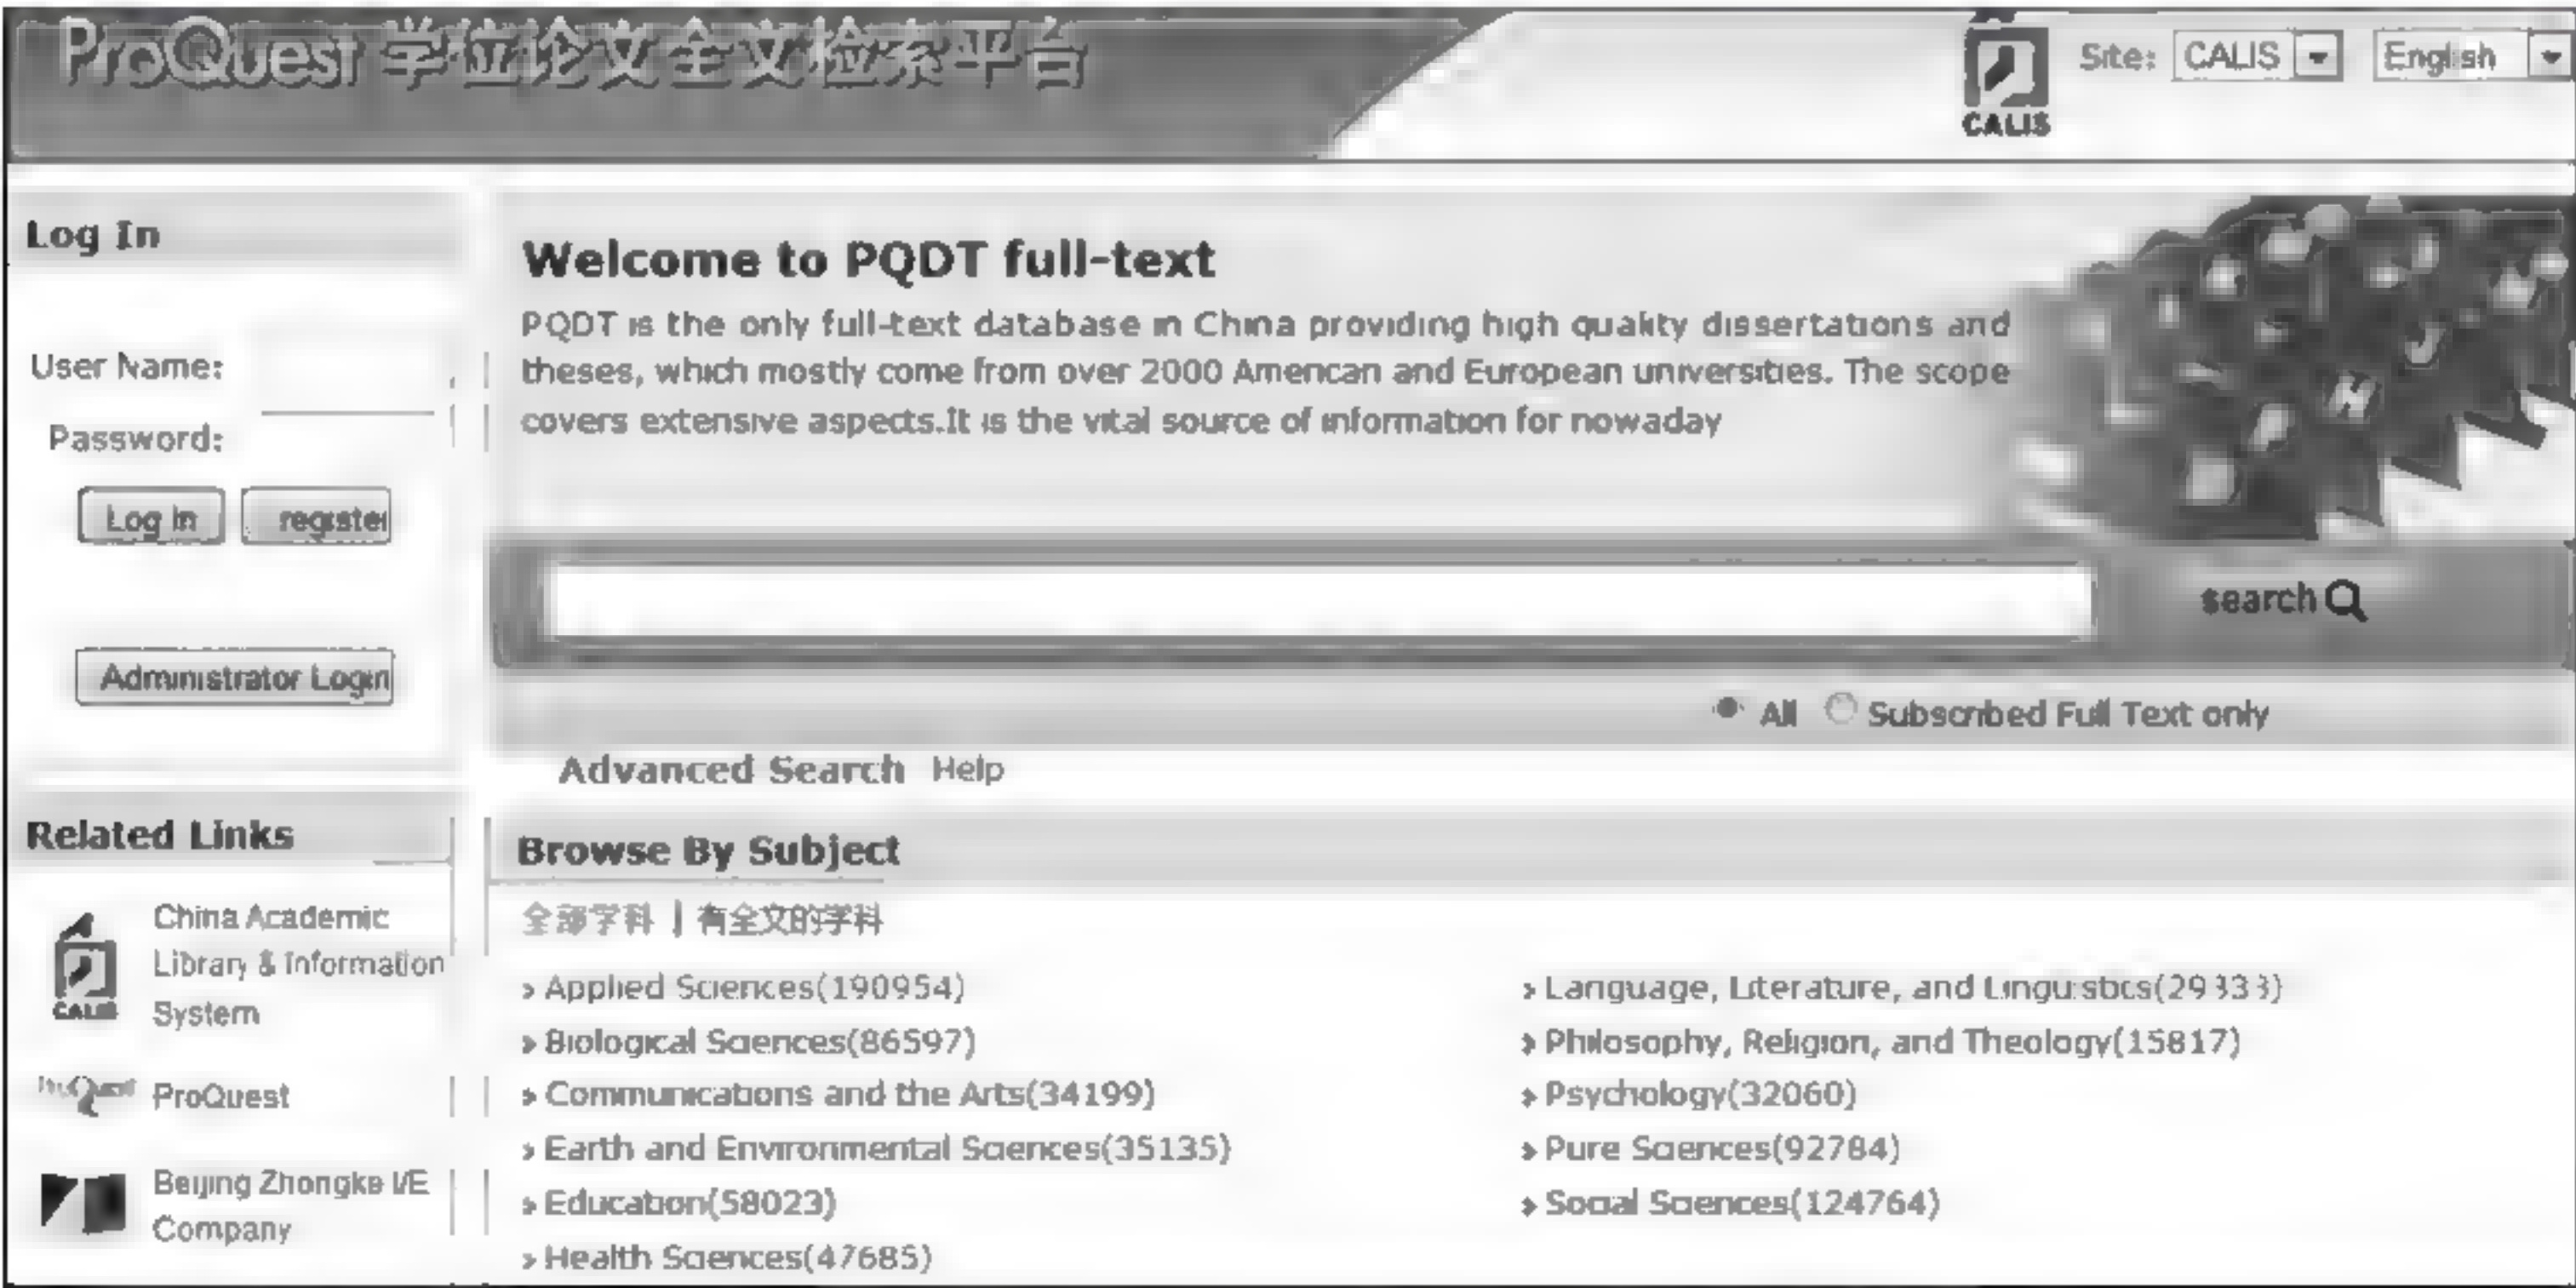 ProQuest 学位论文全文检索平台
CALIS
Site: CALIS English
Log In
User Name:
Password:
Log In register
Administrator Login
Related Links
CALIS
China Academic
Library & Information
System
ProQuest ProQuest
Beijing Zhongke I/E
Company
Welcome to PQDT full-text
PQDT is the only full-text database in China providing high quality dissertations and
theses, which mostly come from over 2000 American and European universities. The scope
covers extensive aspects.It is the vital source of information for nowaday
search
All Subscribed Full Text only
Advanced Search Help
Browse By Subject
全部学科 | 有全文的学科
› Applied Sciences(190954)
› Biological Sciences(86597)
› Communications and the Arts(34199)
› Earth and Environmental Sciences(35135)
› Education(58023)
› Health Sciences(47685)
› Language, Literature, and Linguistics(29333)
› Philosophy, Religion, and Theology(15817)
› Psychology(32060)
› Pure Sciences(92784)
› Social Sciences(124764)